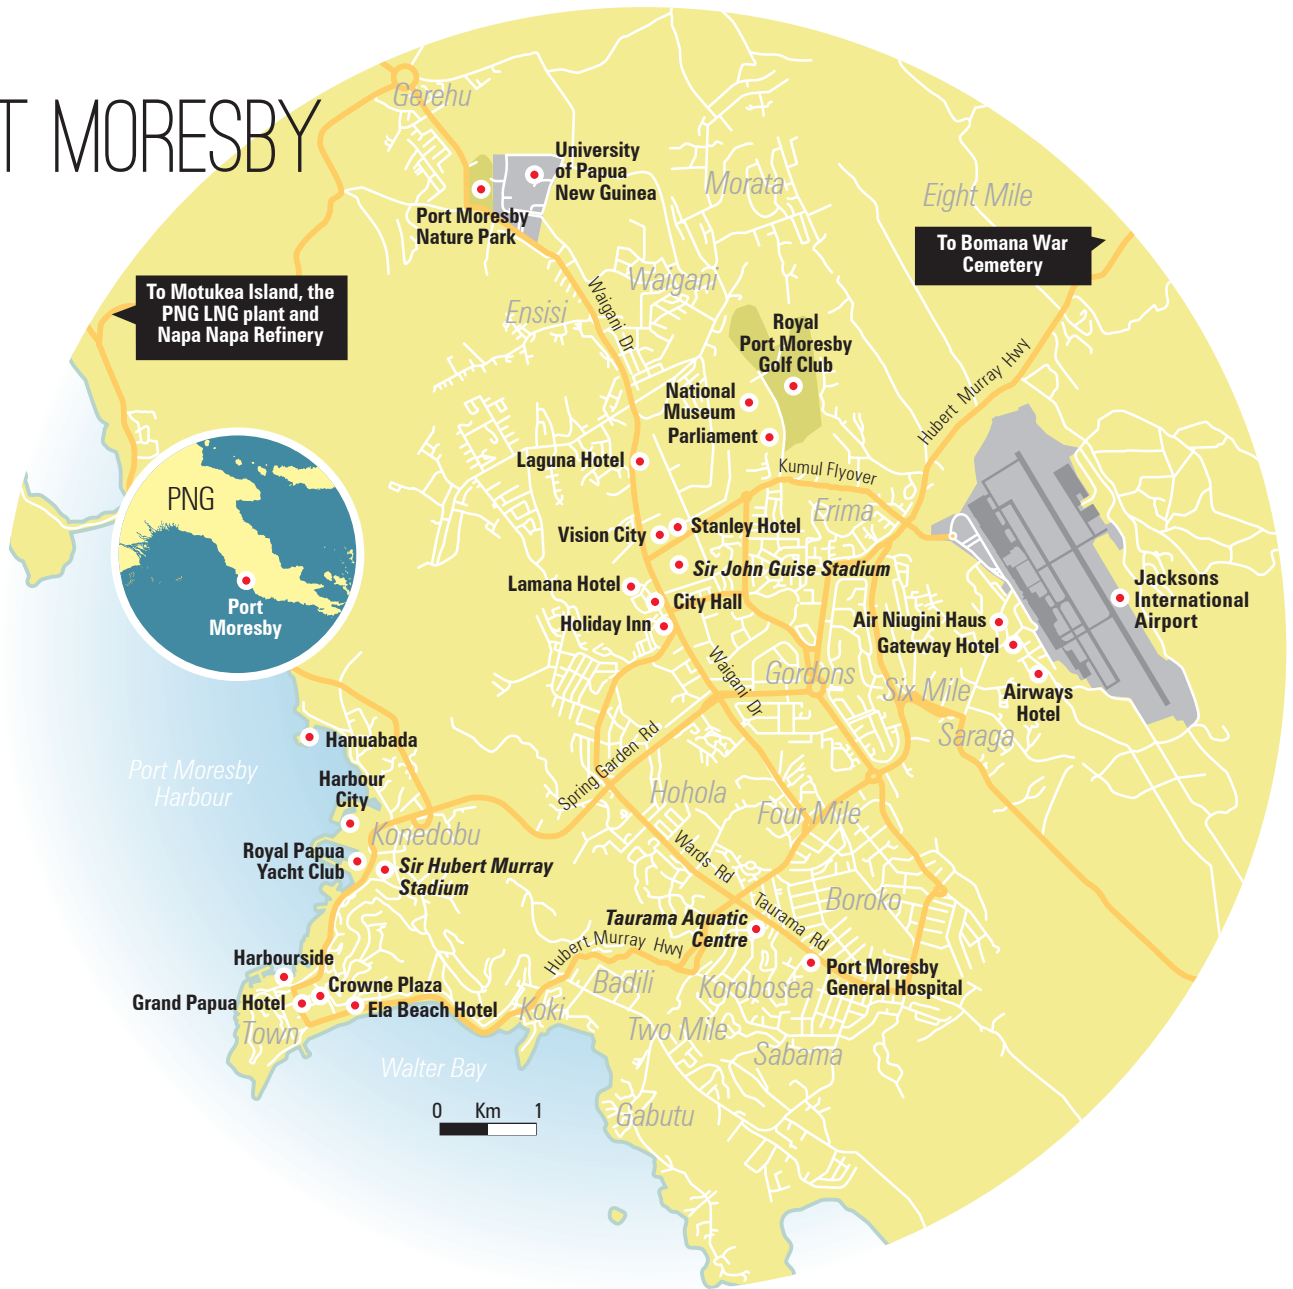 T MORESBY
Gerehu
University
of Papua
New Guinea
Port Moresby
Nature Park
Morata
Eight Mile
To Bomana War
Cemetery
Waigani
Ensisi
Waigani Dr
To Motukea Island, the
PNG LNG plant and
Napa Napa Refinery
Royal
Port Moresby
Golf Club
National
Museum
Parliament
Hubert Murray Hwy
Laguna Hotel
Kumul Flyover
Erima
PNG
Port
Moresby
Vision City
Stanley Hotel
Sir John Guise Stadium
Lamana Hotel
City Hall
Holiday Inn
Jacksons
International
Airport
Air Niugini Haus
Gateway Hotel
Airways
Hotel
Waigani Dr
Gordons
Six Mile
Saraga
Hanuabada
Port Moresby
Harbour
Harbour
City
Spring Garden Rd
Hohola
Four Mile
Konedobu
Royal Papua
Yacht Club
Sir Hubert Murray
Stadium
Wards Rd
Boroko
Taurama Aquatic
Centre
Taurama Rd
Hubert Murray Hwy
Port Moresby
General Hospital
Harbourside
Crowne Plaza
Grand Papua Hotel
Ela Beach Hotel
Badili
Korobosea
Koki
Town
Two Mile
Sabama
Walter Bay
Gabutu
0 Km 1